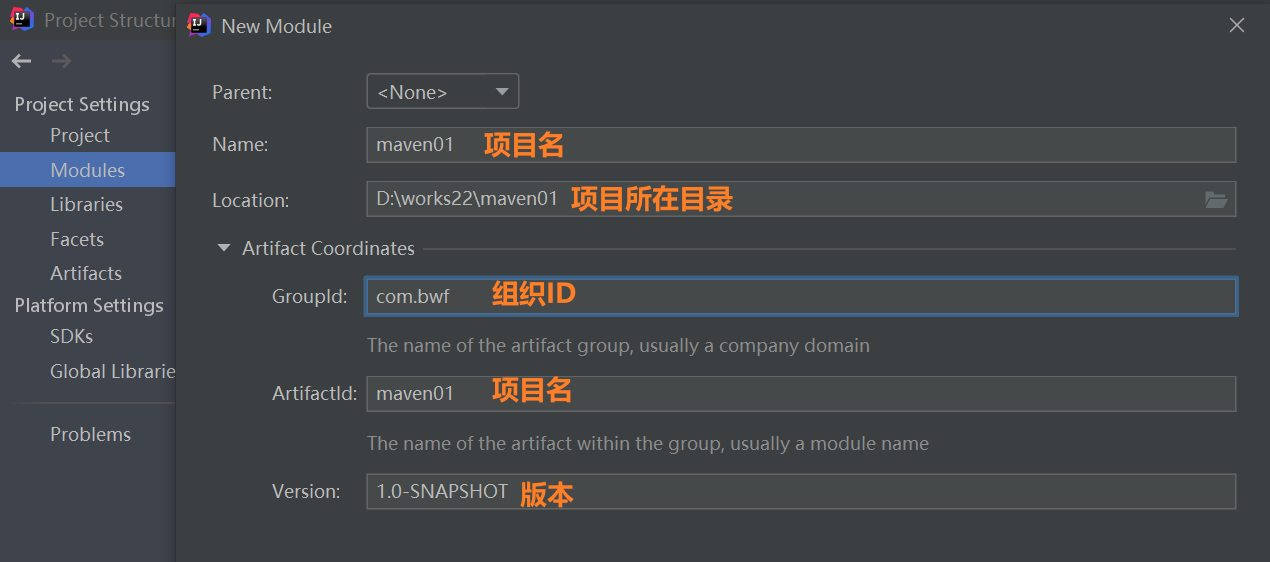 Project Structur
New Module
Project Settings
Project
Modules
Libraries
Facets
Artifacts
Platform Settings
SDKs
Global Librarie
Problems
Parent: <None>
Name: maven01 项目名
Location: D:\works22\maven01 项目所在目录
Artifact Coordinates
GroupId: com.bwf 组织ID
The name of the artifact group, usually a company domain
ArtifactId: maven01 项目名
The name of the artifact within the group, usually a module name
Version: 1.0-SNAPSHOT 版本